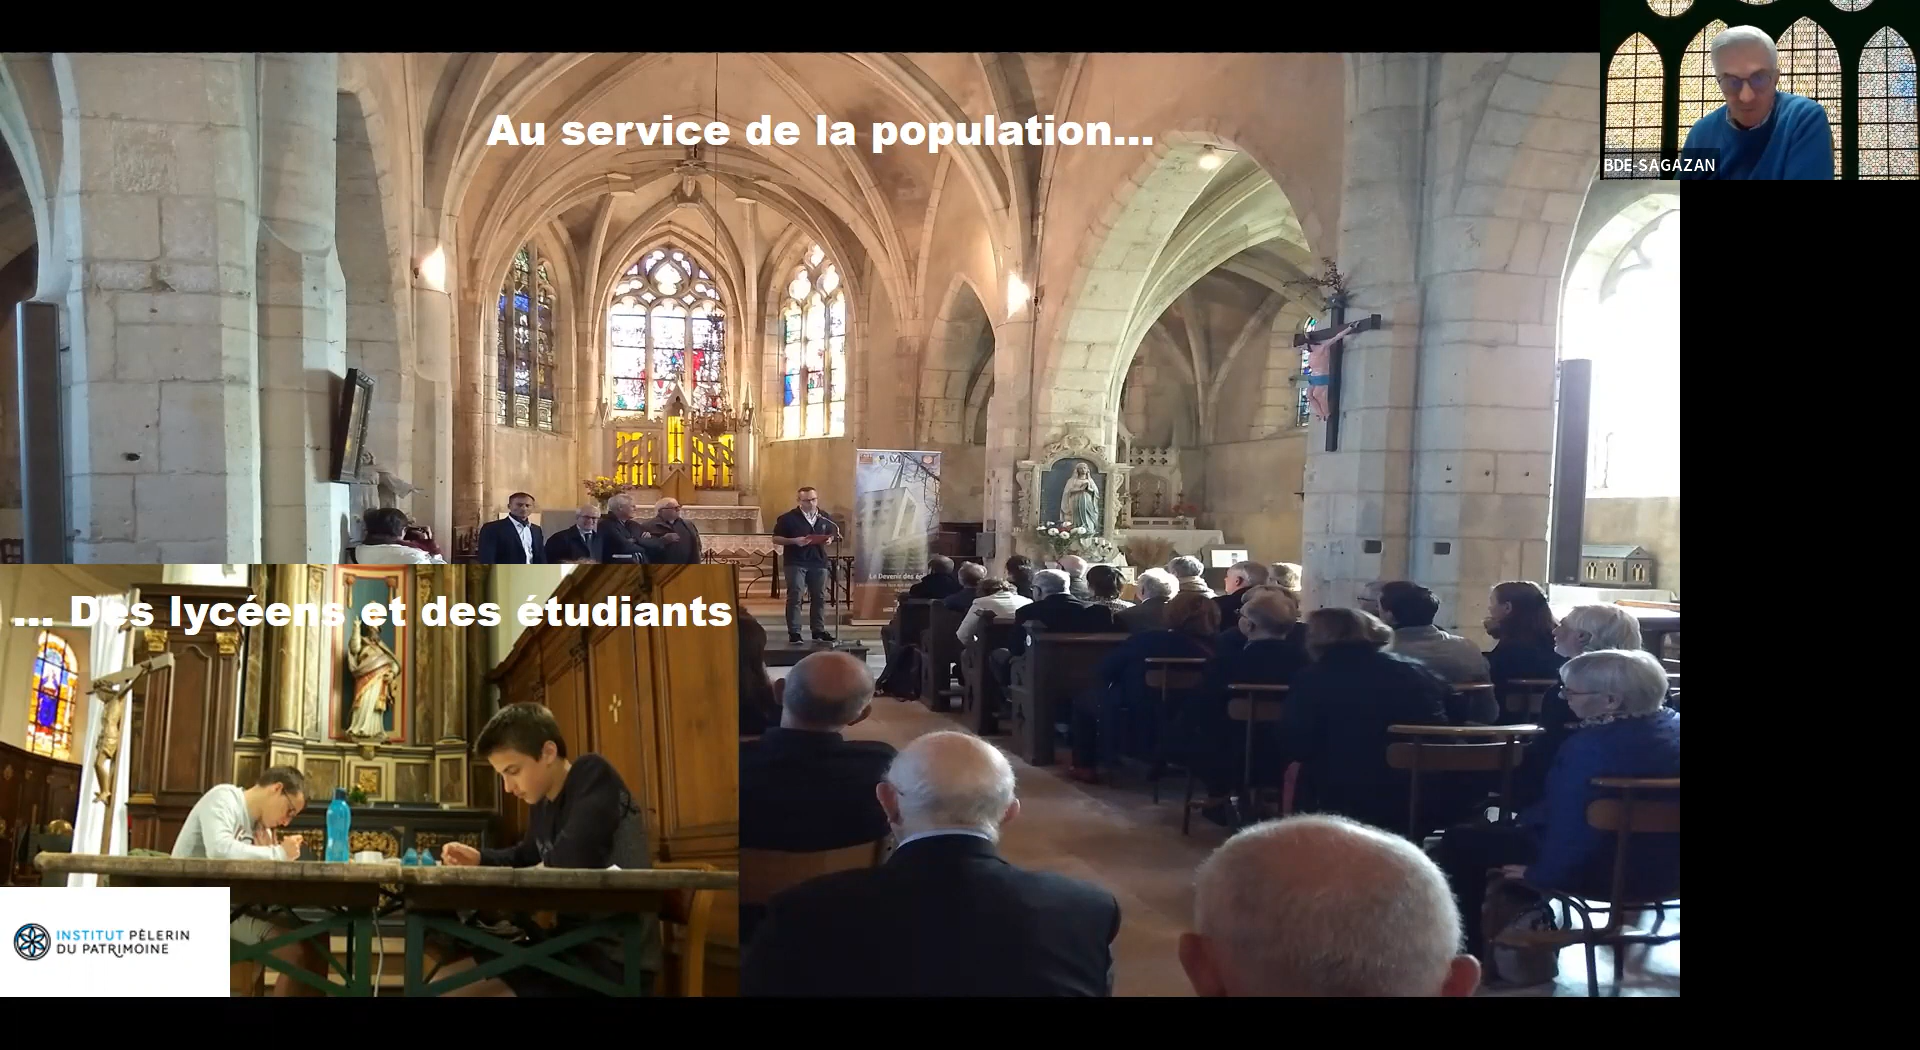 Au service de la population...
BDE-SAGAZAN
... Des lycéens et des étudiants
INSTITUT PÈLERIN
DU PATRIMOINE